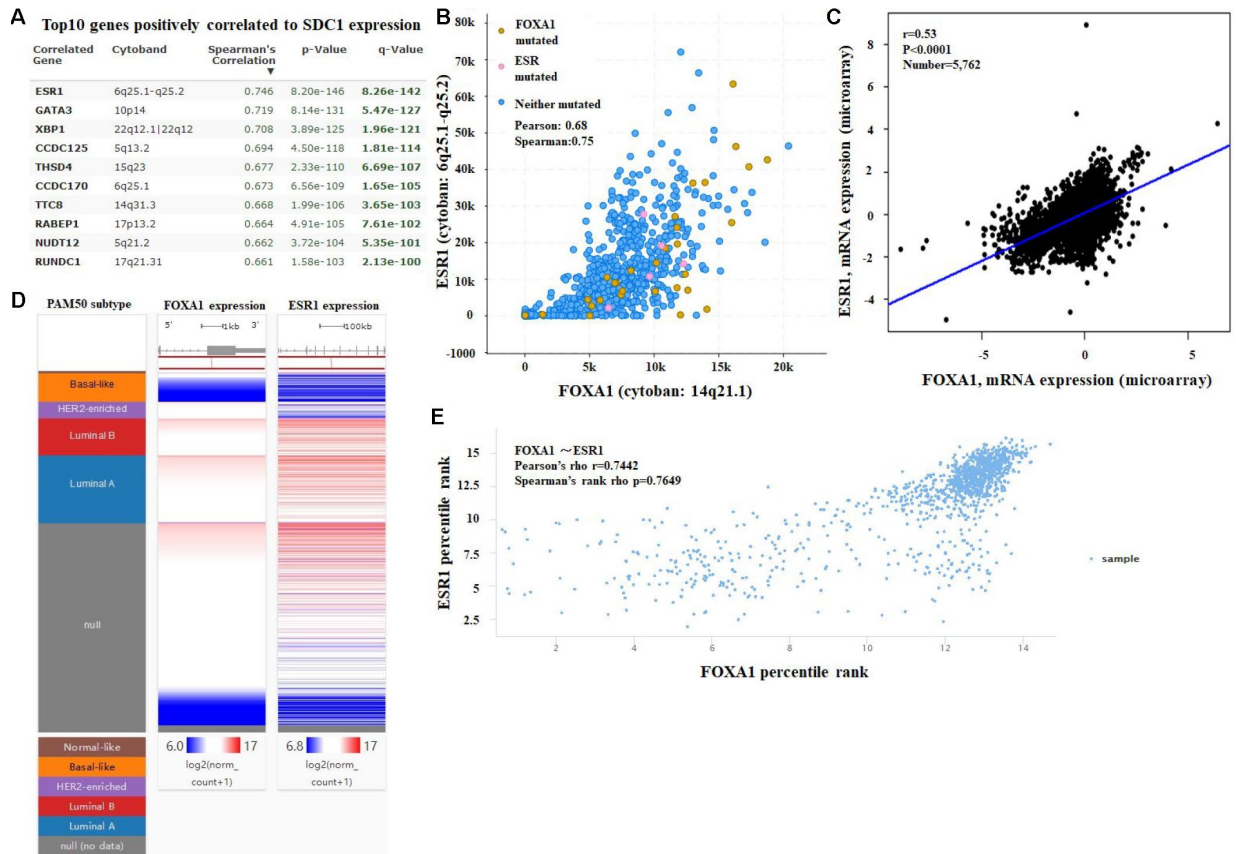 A
Top10 genes positively correlated to SDC1 expression
Correlated Gene Cytoband Spearman's Correlation p-Value q-Value
▼
ESR1 6q25.1-q25.2 0.746 8.20e-146 8.26e-142
GATA3 10p14 0.719 8.14e-131 5.47e-127
XBP1 22q12.1|22q12 0.708 3.89e-125 1.96e-121
CCDC125 5q13.2 0.694 4.50e-118 1.81e-114
THSD4 15q23 0.677 2.33e-110 6.69e-107
CCDC170 6q25.1 0.673 6.56e-109 1.65e-105
TTC8 14q31.3 0.668 1.99e-106 3.65e-103
RABEP1 17p13.2 0.664 4.91e-105 7.61e-102
NUDT12 5q21.2 0.662 3.72e-104 5.35e-101
RUNDC1 17q21.31 0.661 1.58e-103 2.13e-100
B
ESR1 (cytoban: 6q25.1-q25.2)
80k
70k
60k
50k
40k
30k
20k
10k
0
-1000
FOXA1
mutated
ESR
mutated
Neither mutated
Pearson: 0.68
Spearman:0.75
0 5k 10k 15k 20k
FOXA1 (cytoban: 14q21.1)
C
ESR1, mRNA expression (microarray)
r=0.53
P<0.0001
Number=5,762
8
6
4
2
0
-2
-4
-5 0 5
FOXA1, mRNA expression (microarray)
D
PAM50 subtype FOXA1 expression ESR1 expression
5' 1kb 3' 100kb
Basal-like
HER2-enriched
Luminal B
Luminal A
null
Normal-like
Basal-like
HER2-enriched
Luminal B
Luminal A
null (no data)
6.0 17
log2(norm_
count+1)
6.8 17
log2(norm_
count+1)
E
ESR1 percentile rank
FOXA1 ~ESR1
Pearson's rho r=0.7442
Spearman's rank rho p=0.7649
15
12.5
10
7.5
5
2.5
2 4 6 8 10 12 14
FOXA1 percentile rank
sample